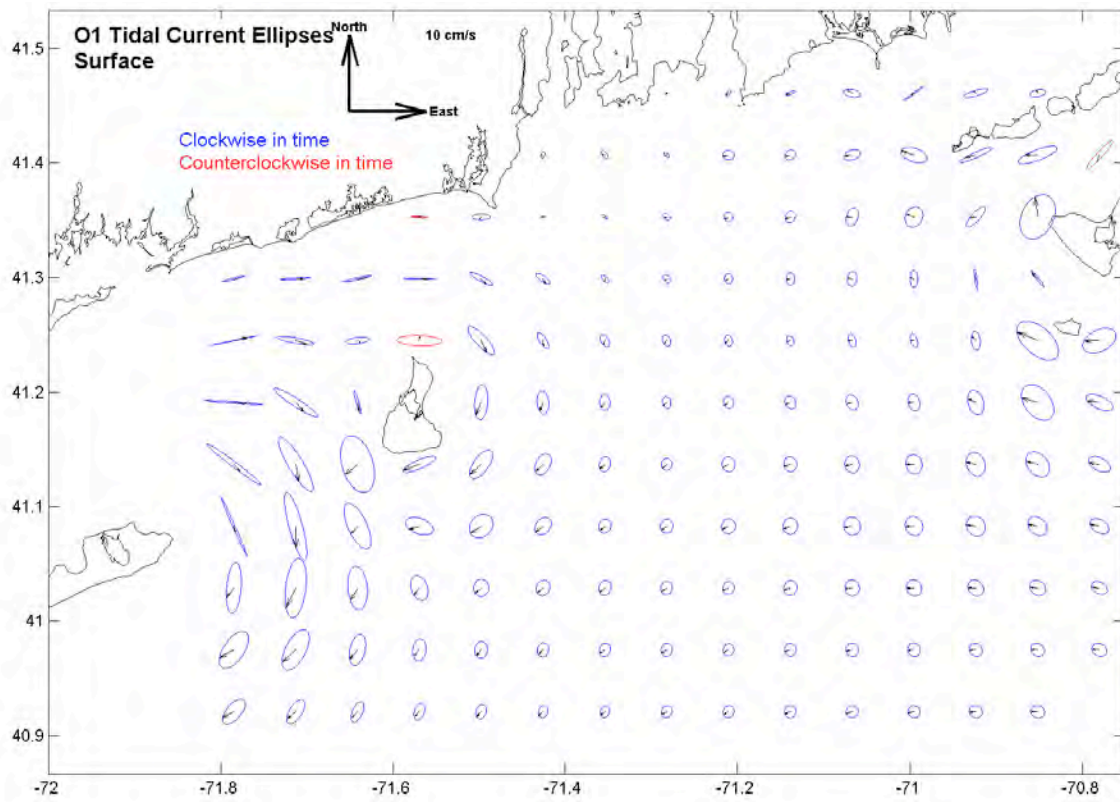 O1 Tidal Current Ellipses
Surface
North
10 cm/s
East
Clockwise in time
Counterclockwise in time
41.5
41.4
41.3
41.2
41.1
41
40.9
-72
-71.8
-71.6
-71.4
-71.2
-71
-70.8